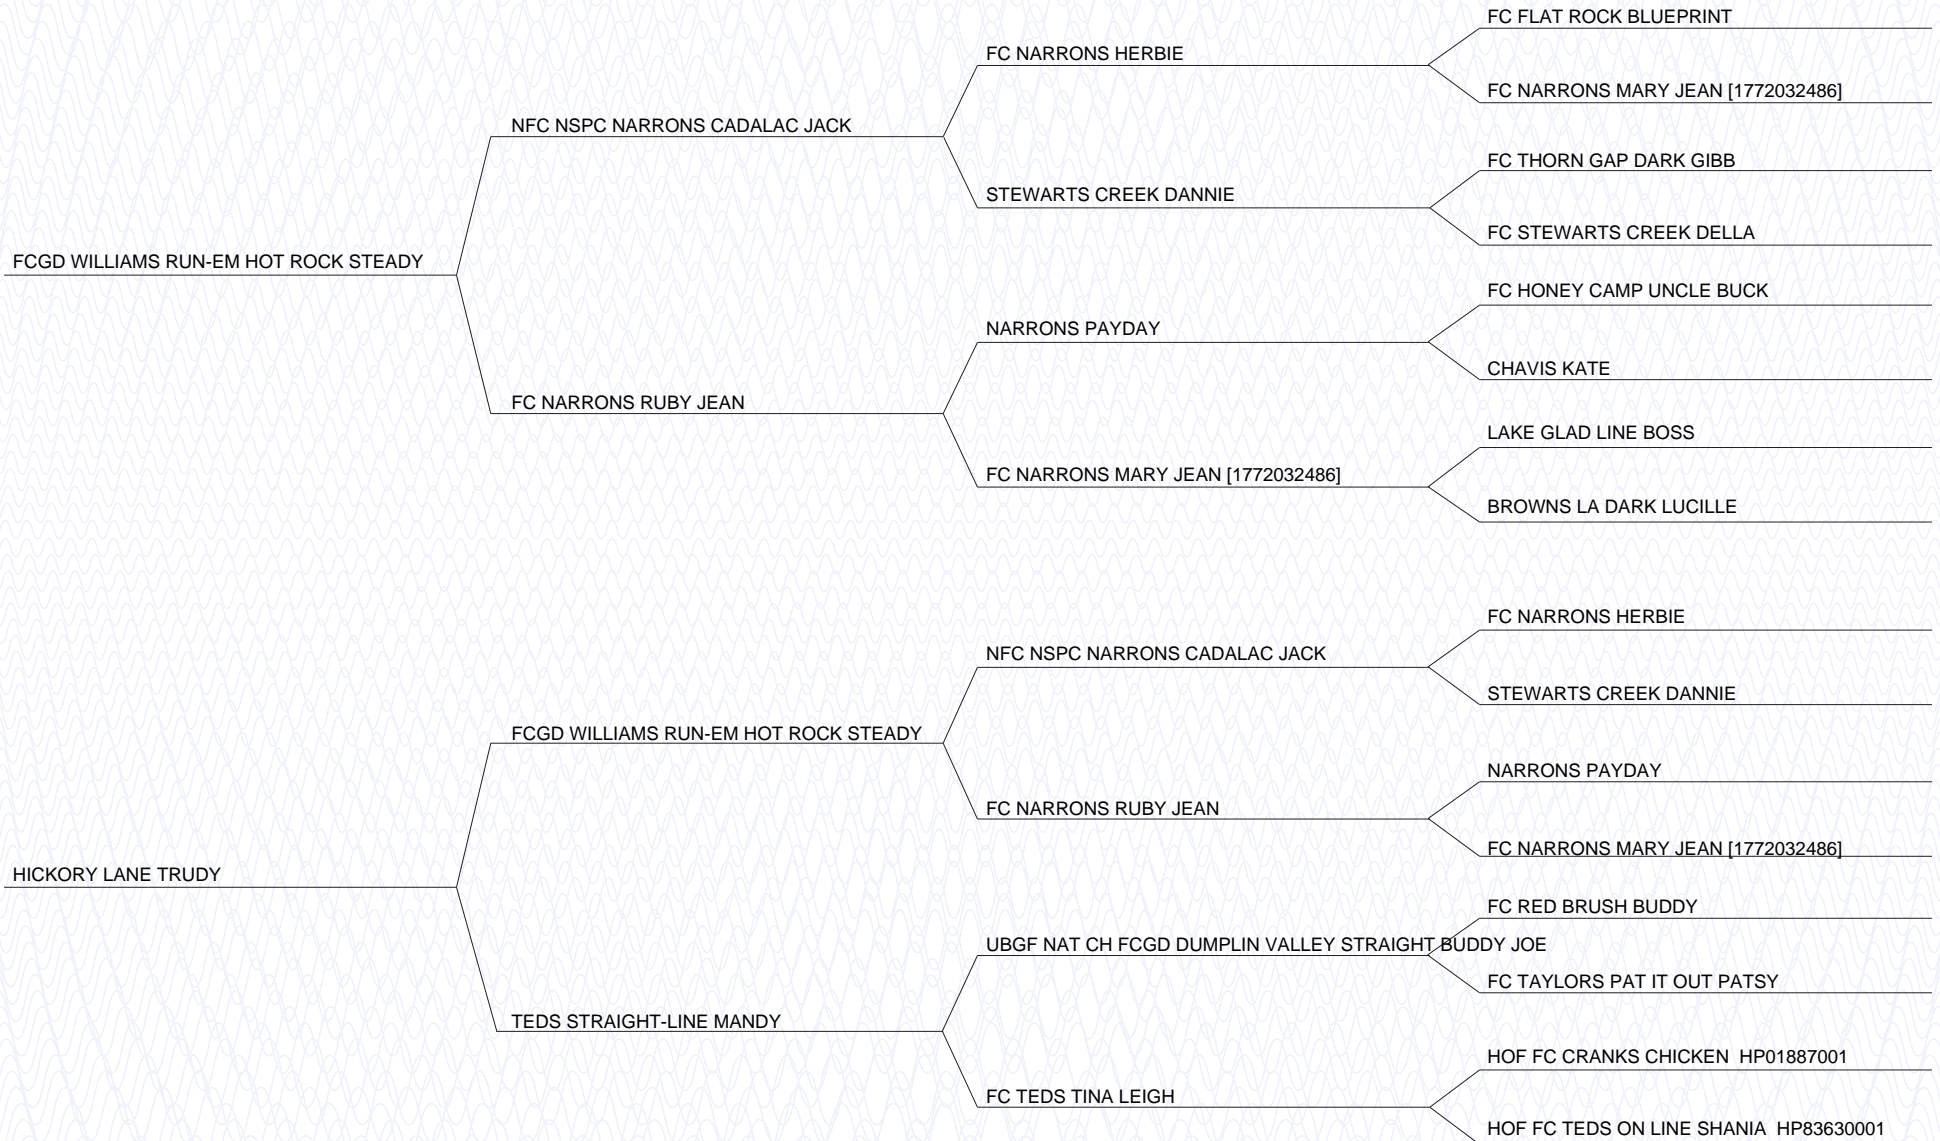 FC FLAT ROCK BLUEPRINT
FC NARRONS HERBIE
FC NARRONS MARY JEAN [1772032486]
NFC NSPC NARRONS CADALAC JACK
FC THORN GAP DARK GIBB
STEWARTS CREEK DANNIE
FC STEWARTS CREEK DELLA
FCGD WILLIAMS RUN-EM HOT ROCK STEADY
FC HONEY CAMP UNCLE BUCK
NARRONS PAYDAY
CHAVIS KATE
FC NARRONS RUBY JEAN
LAKE GLAD LINE BOSS
FC NARRONS MARY JEAN [1772032486]
BROWNS LA DARK LUCILLE
FC NARRONS HERBIE
NFC NSPC NARRONS CADALAC JACK
STEWARTS CREEK DANNIE
FCGD WILLIAMS RUN-EM HOT ROCK STEADY
NARRONS PAYDAY
FC NARRONS RUBY JEAN
FC NARRONS MARY JEAN [1772032486]
HICKORY LANE TRUDY
FC RED BRUSH BUDDY
UBGF NAT CH FCGD DUMPLIN VALLEY STRAIGHT BUDDY JOE
FC TAYLORS PAT IT OUT PATSY
TEDS STRAIGHT-LINE MANDY
HOF FC CRANKS CHICKEN  HP01887001
FC TEDS TINA LEIGH
HOF FC TEDS ON LINE SHANIA  HP83630001